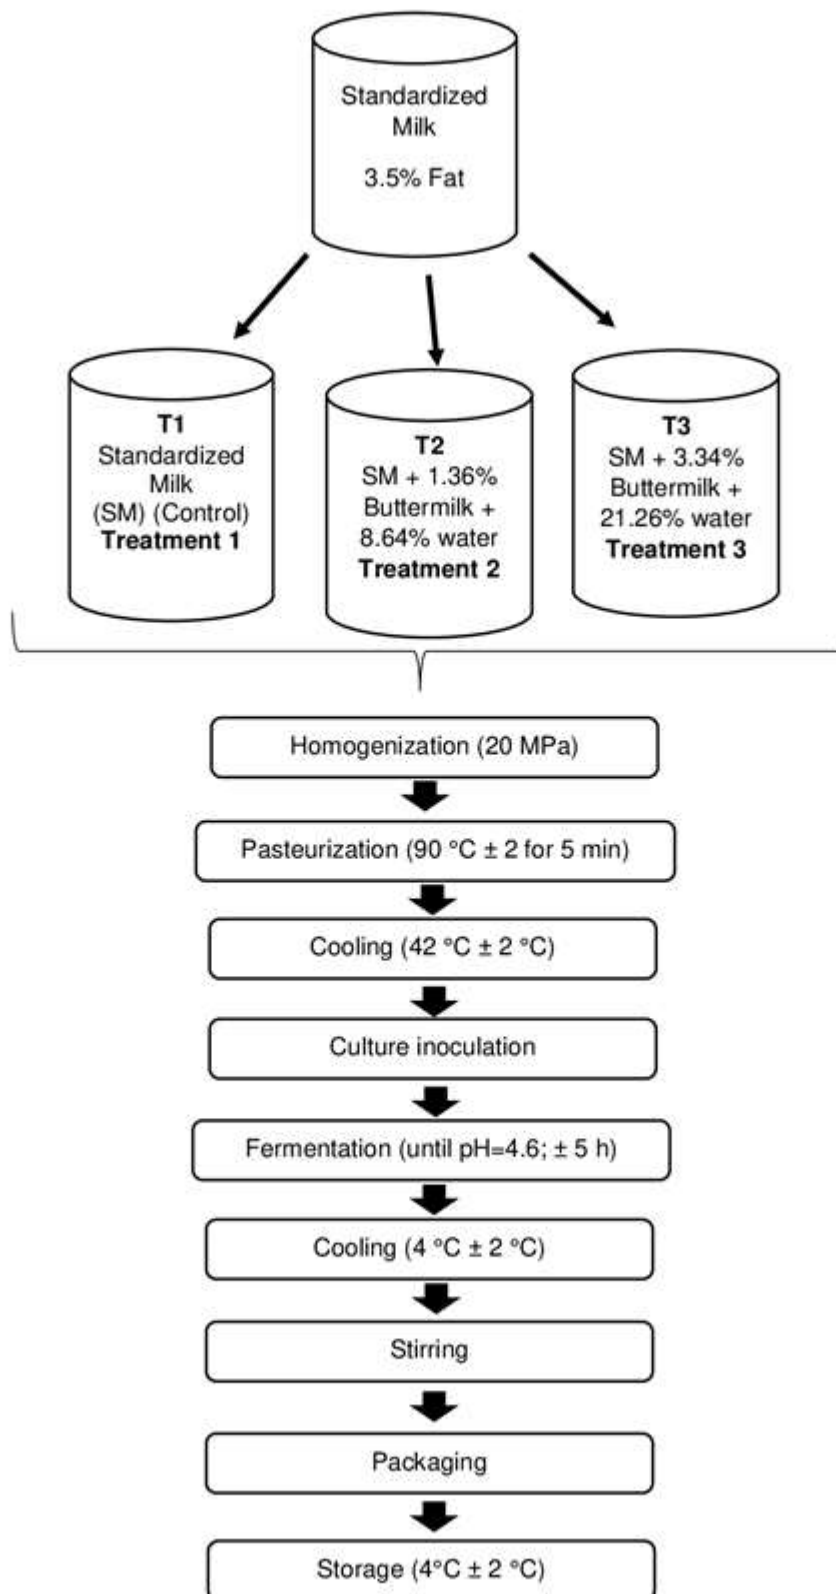 Standardized
Milk
3.5% Fat
T1
Standardized
Milk
(SM) (Control)
Treatment 1
T2
SM + 1.36%
Buttermilk +
8.64% water
Treatment 2
T3
SM + 3.34%
Buttermilk +
21.26% water
Treatment 3
Homogenization (20 MPa)
Pasteurization (90 °C ± 2 for 5 min)
Cooling (42 °C ± 2 °C)
Culture inoculation
Fermentation (until pH=4.6; ± 5 h)
Cooling (4 °C ± 2 °C)
Stirring
Packaging
Storage (4°C ± 2 °C)